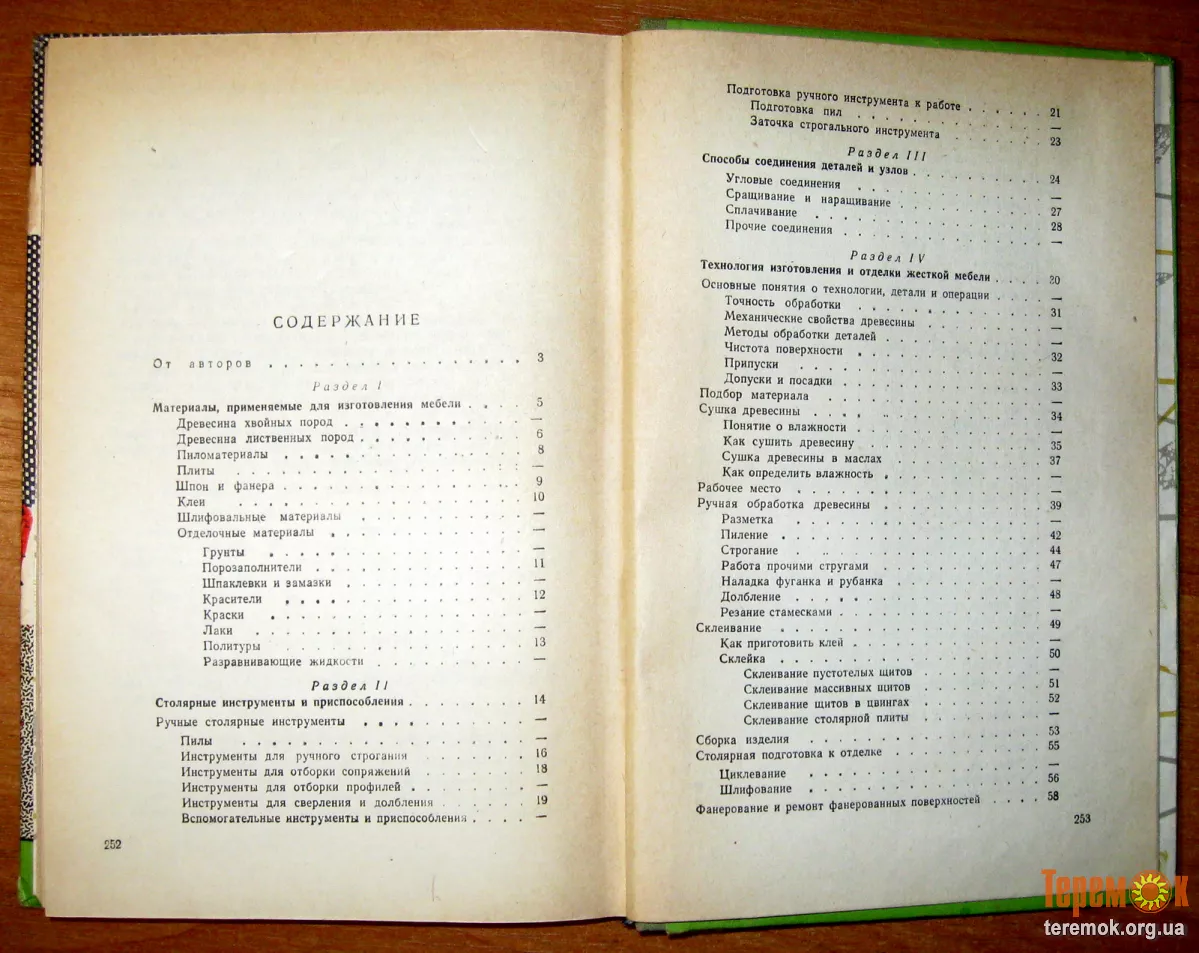 СОДЕРЖАНИЕ
От авторов . . . . . . . . . . . . . . . . . 3
Раздел I
Материалы, применяемые для изготовления мебели . . . . 5
Древесина хвойных пород . . . . . . . . . . —
Древесина лиственных пород . . . . . . . . . 6
Пиломатериалы . . . . . . . . . . . . . . 8
Плиты . . . . . . . . . . . . . . . . —
Шпон и фанера . . . . . . . . . . . . . . 9
Клеи . . . . . . . . . . . . . . . . 10
Шлифовальные материалы . . . . . . . . . . —
Отделочные материалы . . . . . . . . . . . —
Грунты . . . . . . . . . . . . . . —
Порозаполнители . . . . . . . . . . . . 11
Шпаклевки и замазки . . . . . . . . . . —
Красители . . . . . . . . . . . . . 12
Краски . . . . . . . . . . . . . . —
Лаки . . . . . . . . . . . . . . —
Политуры . . . . . . . . . . . . . 13
Разравнивающие жидкости . . . . . . . . —
Раздел II
Столярные инструменты и приспособления . . . . . . . 14
Ручные столярные инструменты . . . . . . . . . —
Пилы . . . . . . . . . . . . . . . —
Инструменты для ручного строгания . . . . . . 16
Инструменты для отборки сопряжений . . . . . . 18
Инструменты для отборки профилей . . . . . . —
Инструменты для сверления и долбления . . . . . 19
Вспомогательные инструменты и приспособления . . . . —
252
Подготовка ручного инструмента к работе . . . . . . 21
Подготовка пил . . . . . . . . . . . . —
Заточка строгального инструмента . . . . . . . 23
Раздел III
Способы соединения деталей и узлов . . . . . . . . 24
Угловые соединения . . . . . . . . . . . —
Сращивание и наращивание . . . . . . . . . 27
Сплачивание . . . . . . . . . . . . . 28
Прочие соединения . . . . . . . . . . . . —
Раздел IV
Технология изготовления и отделки жесткой мебели . . . . 20
Основные понятия о технологии, детали и операции . . . . —
Точность обработки . . . . . . . . . . . 31
Механические свойства древесины . . . . . . . —
Методы обработки деталей . . . . . . . . . —
Чистота поверхности . . . . . . . . . . . 32
Припуски . . . . . . . . . . . . . . —
Допуски и посадки . . . . . . . . . . . . 33
Подбор материала . . . . . . . . . . . . . —
Сушка древесины . . . . . . . . . . . . . 34
Понятие о влажности . . . . . . . . . . . —
Как сушить древесину . . . . . . . . . . . 35
Сушка древесины в маслах . . . . . . . . . 37
Как определить влажность . . . . . . . . . —
Рабочее место . . . . . . . . . . . . . . —
Ручная обработка древесины . . . . . . . . . . 39
Разметка . . . . . . . . . . . . . . —
Пиление . . . . . . . . . . . . . . . 42
Строгание . . . . . . . . . . . . . . 44
Работа прочими стругами . . . . . . . . . . 47
Наладка фуганка и рубанка . . . . . . . . . —
Долбление . . . . . . . . . . . . . . 48
Резание стамесками . . . . . . . . . . . . —
Склеивание . . . . . . . . . . . . . . . 49
Как приготовить клей . . . . . . . . . . . —
Склейка . . . . . . . . . . . . . . . 50
Склеивание пустотелых щитов . . . . . . . —
Склеивание массивных щитов . . . . . . . 51
Склеивание щитов в цвингах . . . . . . . 52
Склеивание столярной плиты . . . . . . . —
Сборка изделия . . . . . . . . . . . . . 53
Столярная подготовка к отделке . . . . . . . . . 55
Циклевание . . . . . . . . . . . . . —
Шлифование . . . . . . . . . . . . . 56
Фанерование и ремонт фанерованных поверхностей . . . . 58
253
Теремок
teremok.org.ua